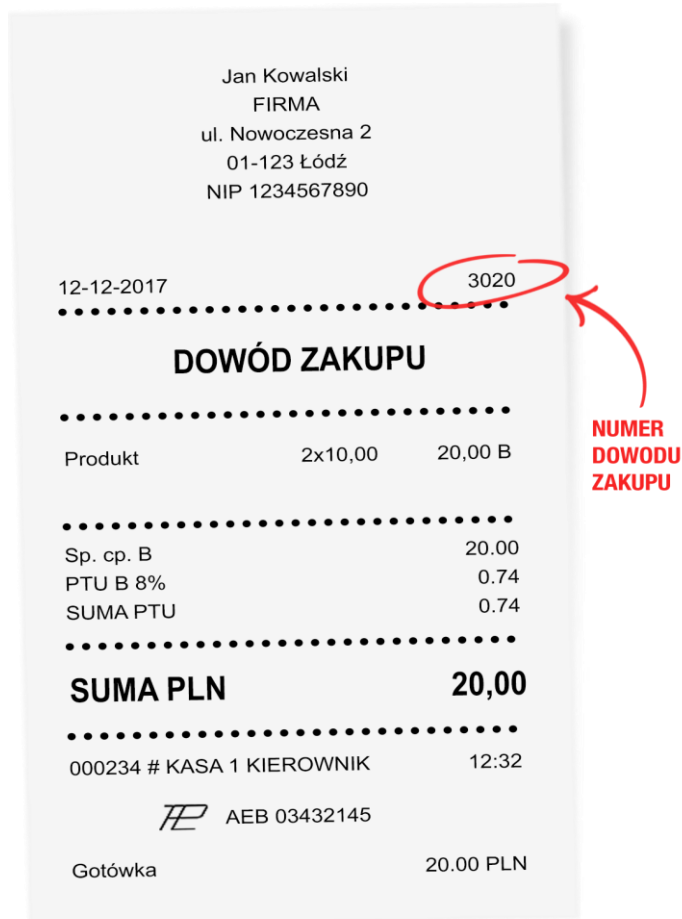 Jan Kowalski
FIRMA
ul. Nowoczesna 2
01-123 Łódź
NIP 1234567890
12-12-2017 3020
DOWÓD ZAKUPU
Produkt 2x10,00 20,00 B
Sp. cp. B 20.00
PTU B 8% 0.74
SUMA PTU 0.74
SUMA PLN 20,00
000234 # KASA 1 KIEROWNIK 12:32
AEB 03432145
Gotówka 20.00 PLN
NUMER
DOWODU
ZAKUPU